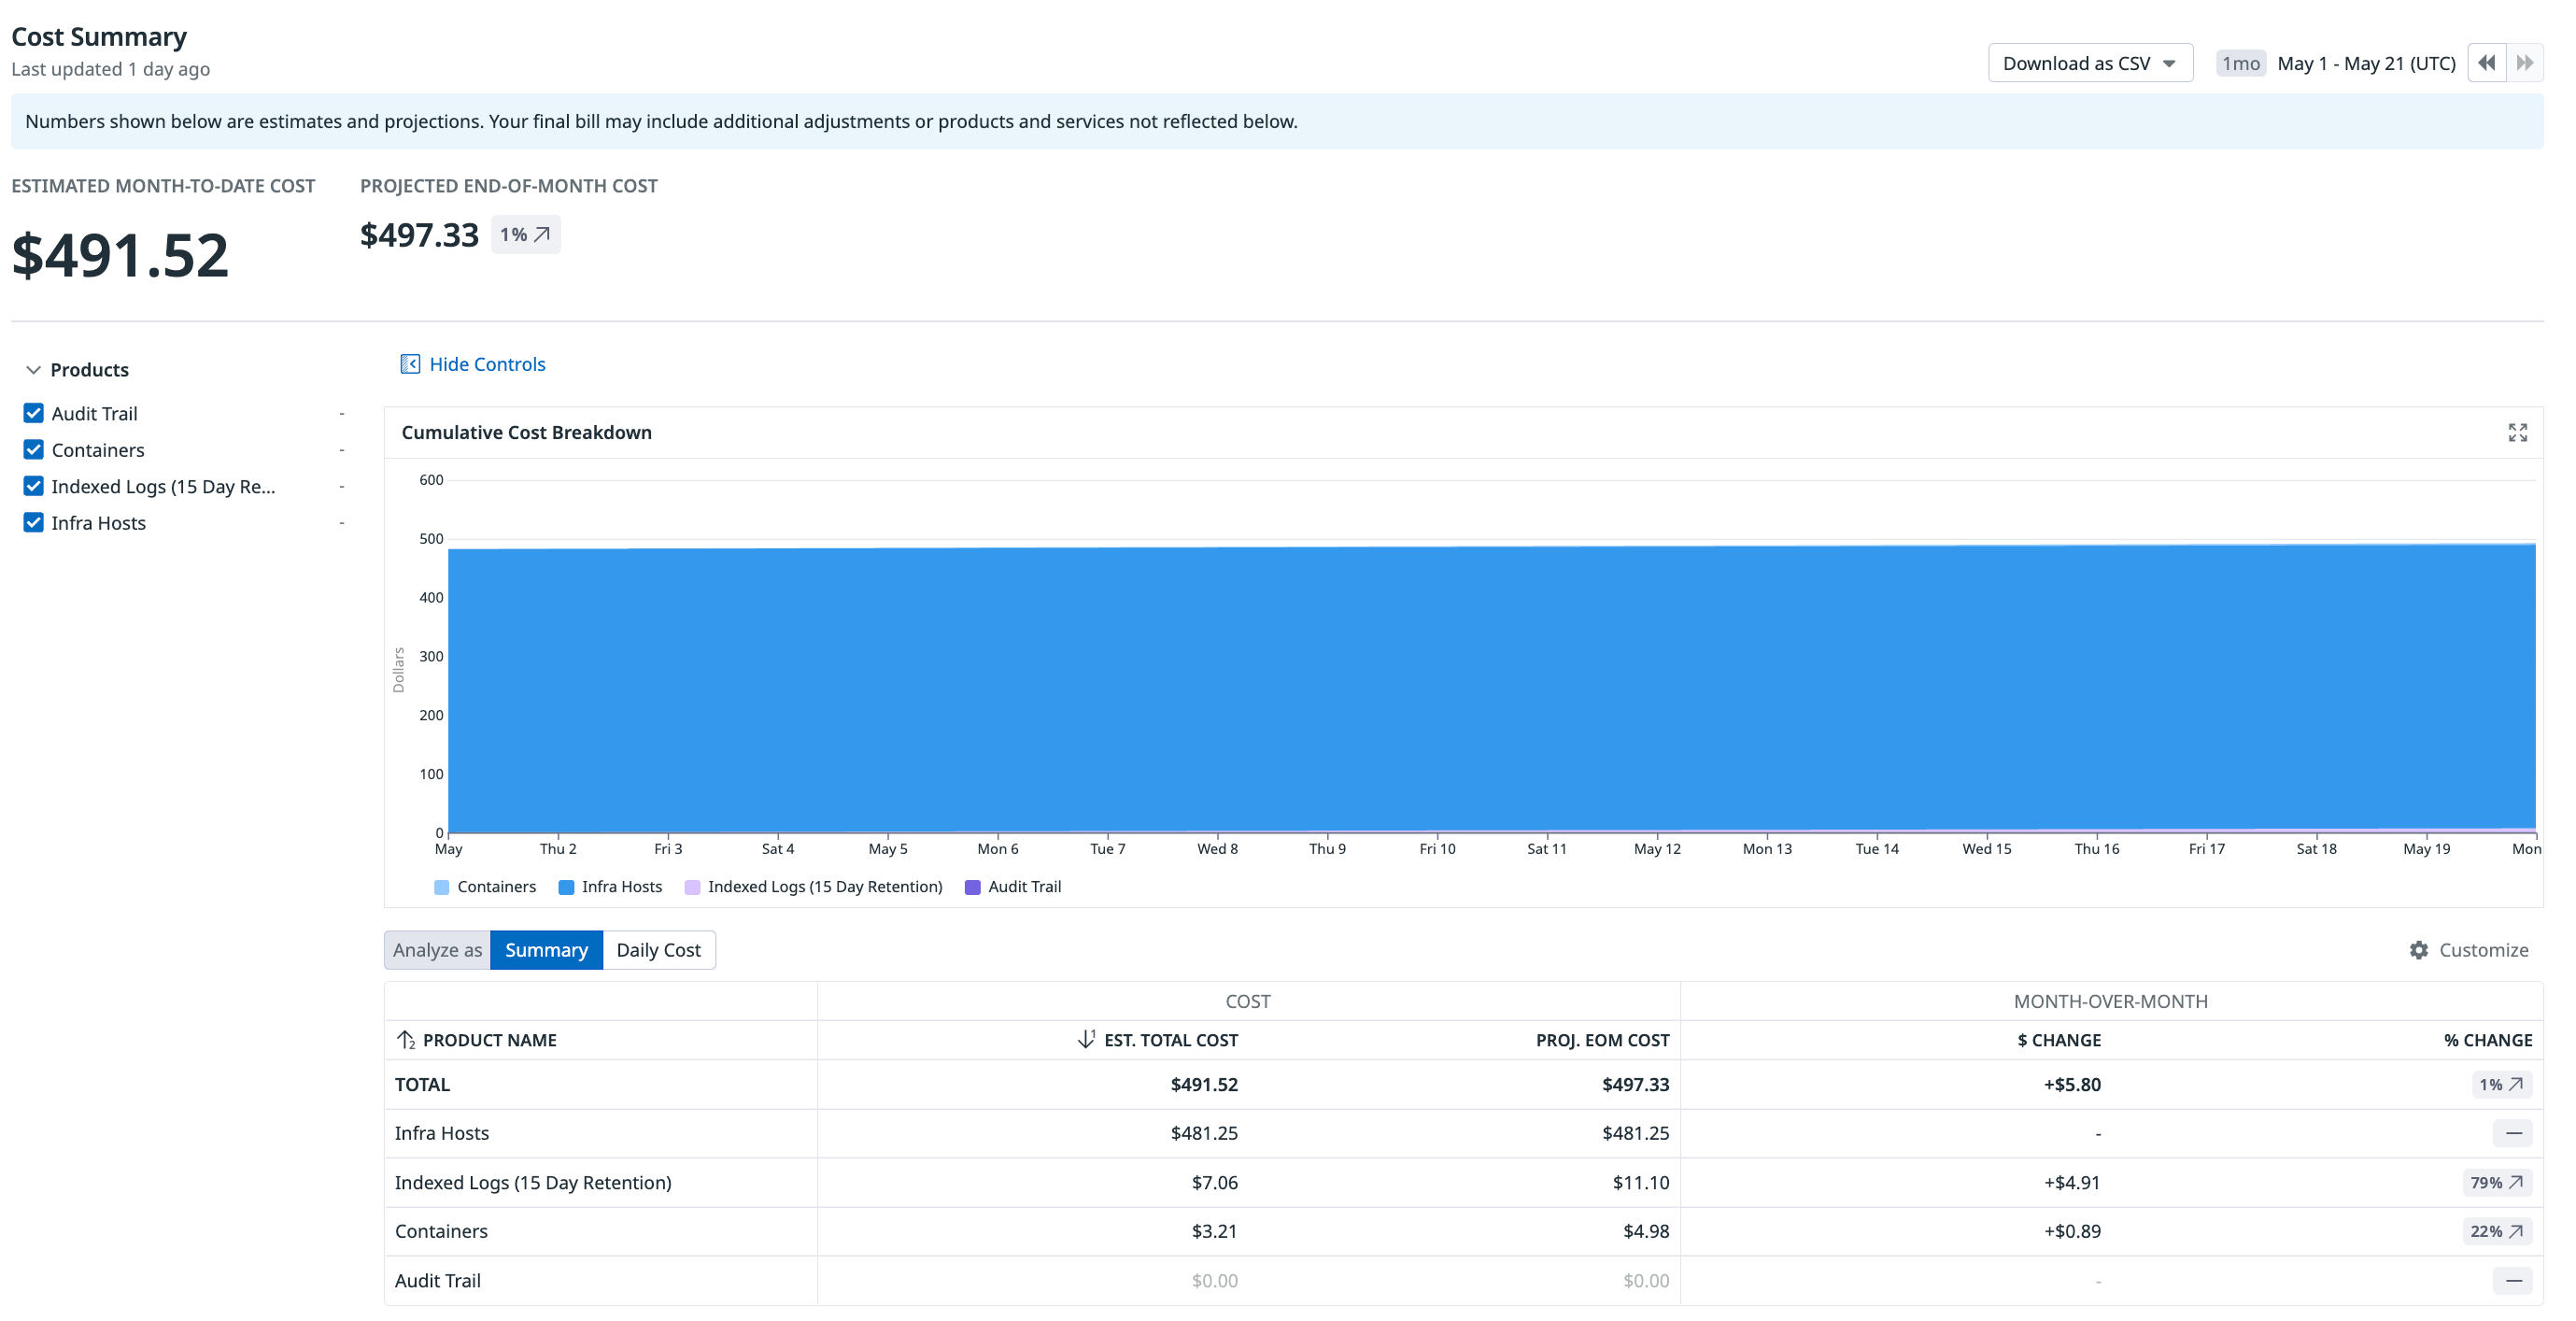 Cost Summary
Last updated 1 day ago
Download as CSV
1mo May 1 - May 21 (UTC)
Numbers shown below are estimates and projections. Your final bill may include additional adjustments or products and services not reflected below.
ESTIMATED MONTH-TO-DATE COST PROJECTED END-OF-MONTH COST
$491.52 $497.33 1%
Products
Audit Trail -
Containers -
Indexed Logs (15 Day Re... -
Infra Hosts -
Hide Controls
Cumulative Cost Breakdown
Dollars
600
500
400
300
200
100
0
May Thu 2 Fri 3 Sat 4 May 5 Mon 6 Tue 7 Wed 8 Thu 9 Fri 10 Sat 11 May 12 Mon 13 Tue 14 Wed 15 Thu 16 Fri 17 Sat 18 May 19 Mon
Containers Infra Hosts Indexed Logs (15 Day Retention) Audit Trail
Analyze as Summary Daily Cost Customize
COST MONTH-OVER-MONTH
2 PRODUCT NAME 1 EST. TOTAL COST PROJ. EOM COST $ CHANGE % CHANGE
TOTAL $491.52 $497.33 +$5.80 1%
Infra Hosts $481.25 $481.25 - —
Indexed Logs (15 Day Retention) $7.06 $11.10 +$4.91 79%
Containers $3.21 $4.98 +$0.89 22%
Audit Trail $0.00 $0.00 - —